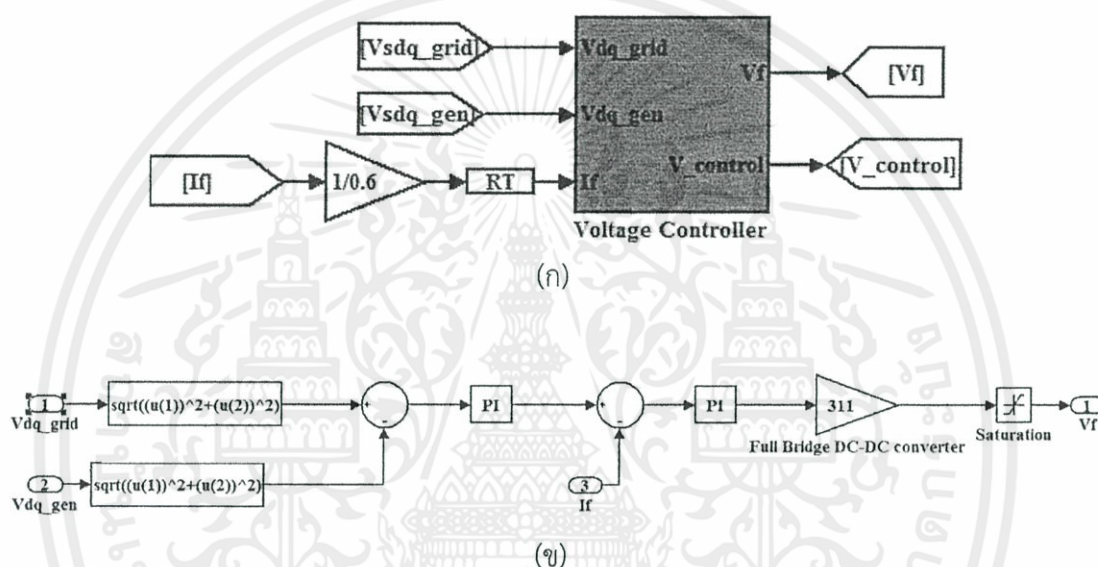 [Vsdq_grid]
Vdq_grid
Vf
[Vf]
[Vsdq_gen]
Vdq_gen
V_control
[V_control]
[If]
1/0.6
RT
If
Voltage Controller
(ก)
1
Vdq_grid
sqrt((u(1))^2+(u(2))^2)
+
-
PI
+
-
PI
311
Full Bridge DC-DC converter
Saturation
1
Vf
2
Vdq_gen
sqrt((u(1))^2+(u(2))^2)
3
If
(ข)